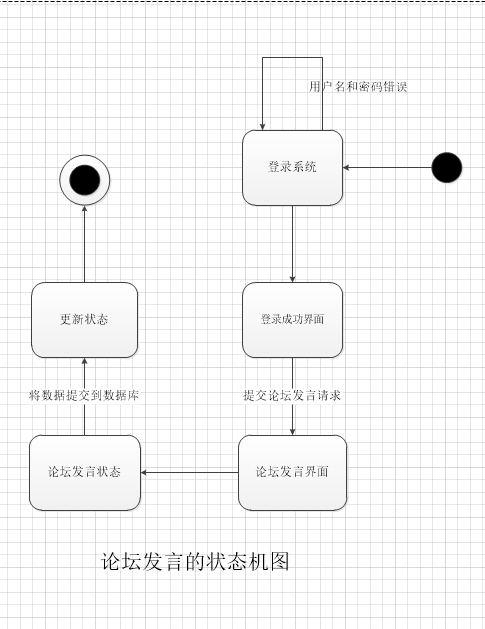 用户名和密码错误
登录系统
更新状态
登录成功界面
将数据提交到数据库
提交论坛发言请求
论坛发言状态
论坛发言界面
论坛发言的状态机图